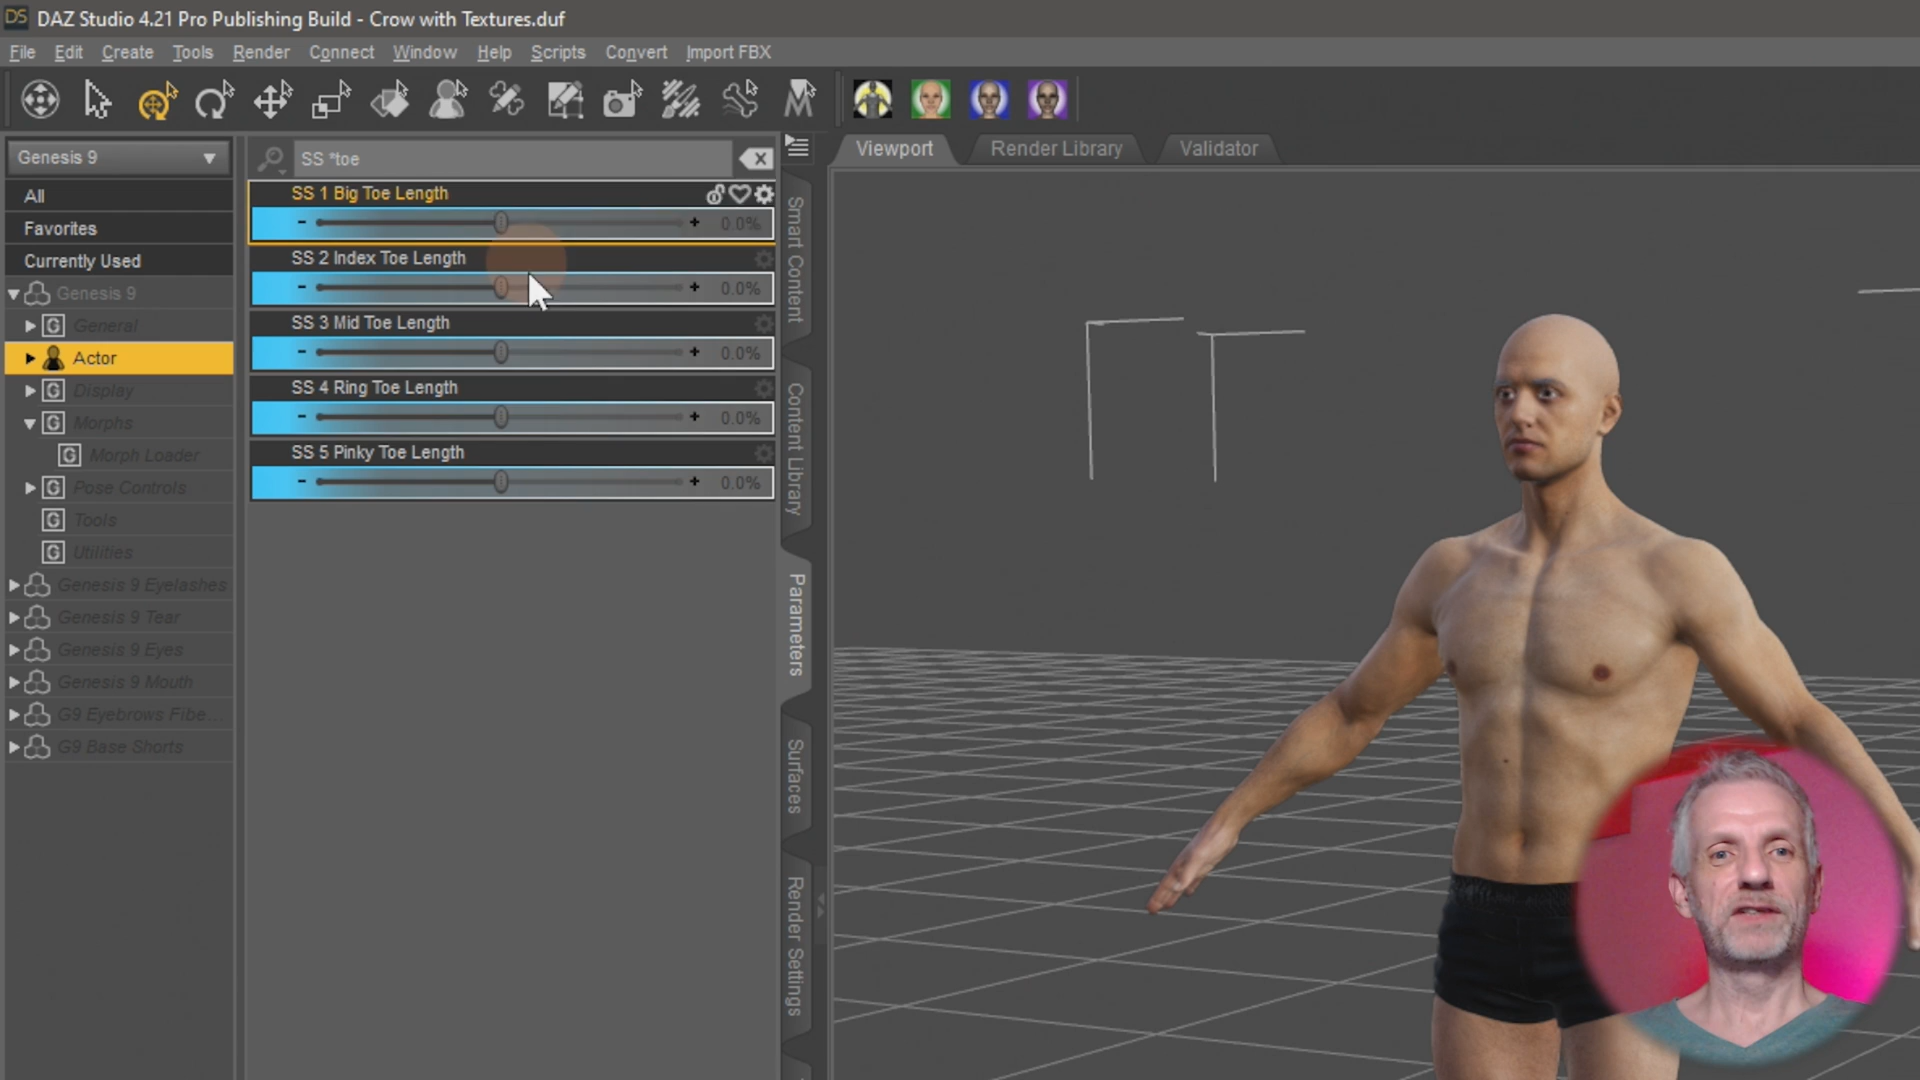 DS DAZ Studio 4.21 Pro Publishing Build - Crow with Textures.duf
File Edit Create Tools Render Connect Window Help Scripts Convert Import FBX
Genesis 9
All
Favorites
Currently Used
Genesis 9
G General
Actor
G Display
G Morphs
G Morph Loader
G Pose Controls
G Tools
G Utilities
Genesis 9 Eyelashes
Genesis 9 Tear
Genesis 9 Eyes
Genesis 9 Mouth
G9 Eyebrows Fibe...
G9 Base Shorts
SS *toe
SS 1 Big Toe Length
- + 0.0%
SS 2 Index Toe Length
- + 0.0%
SS 3 Mid Toe Length
- + 0.0%
SS 4 Ring Toe Length
- + 0.0%
SS 5 Pinky Toe Length
- + 0.0%
Smart Content
Content Library
Parameters
Surfaces
Render Settings
Viewport Render Library Validator